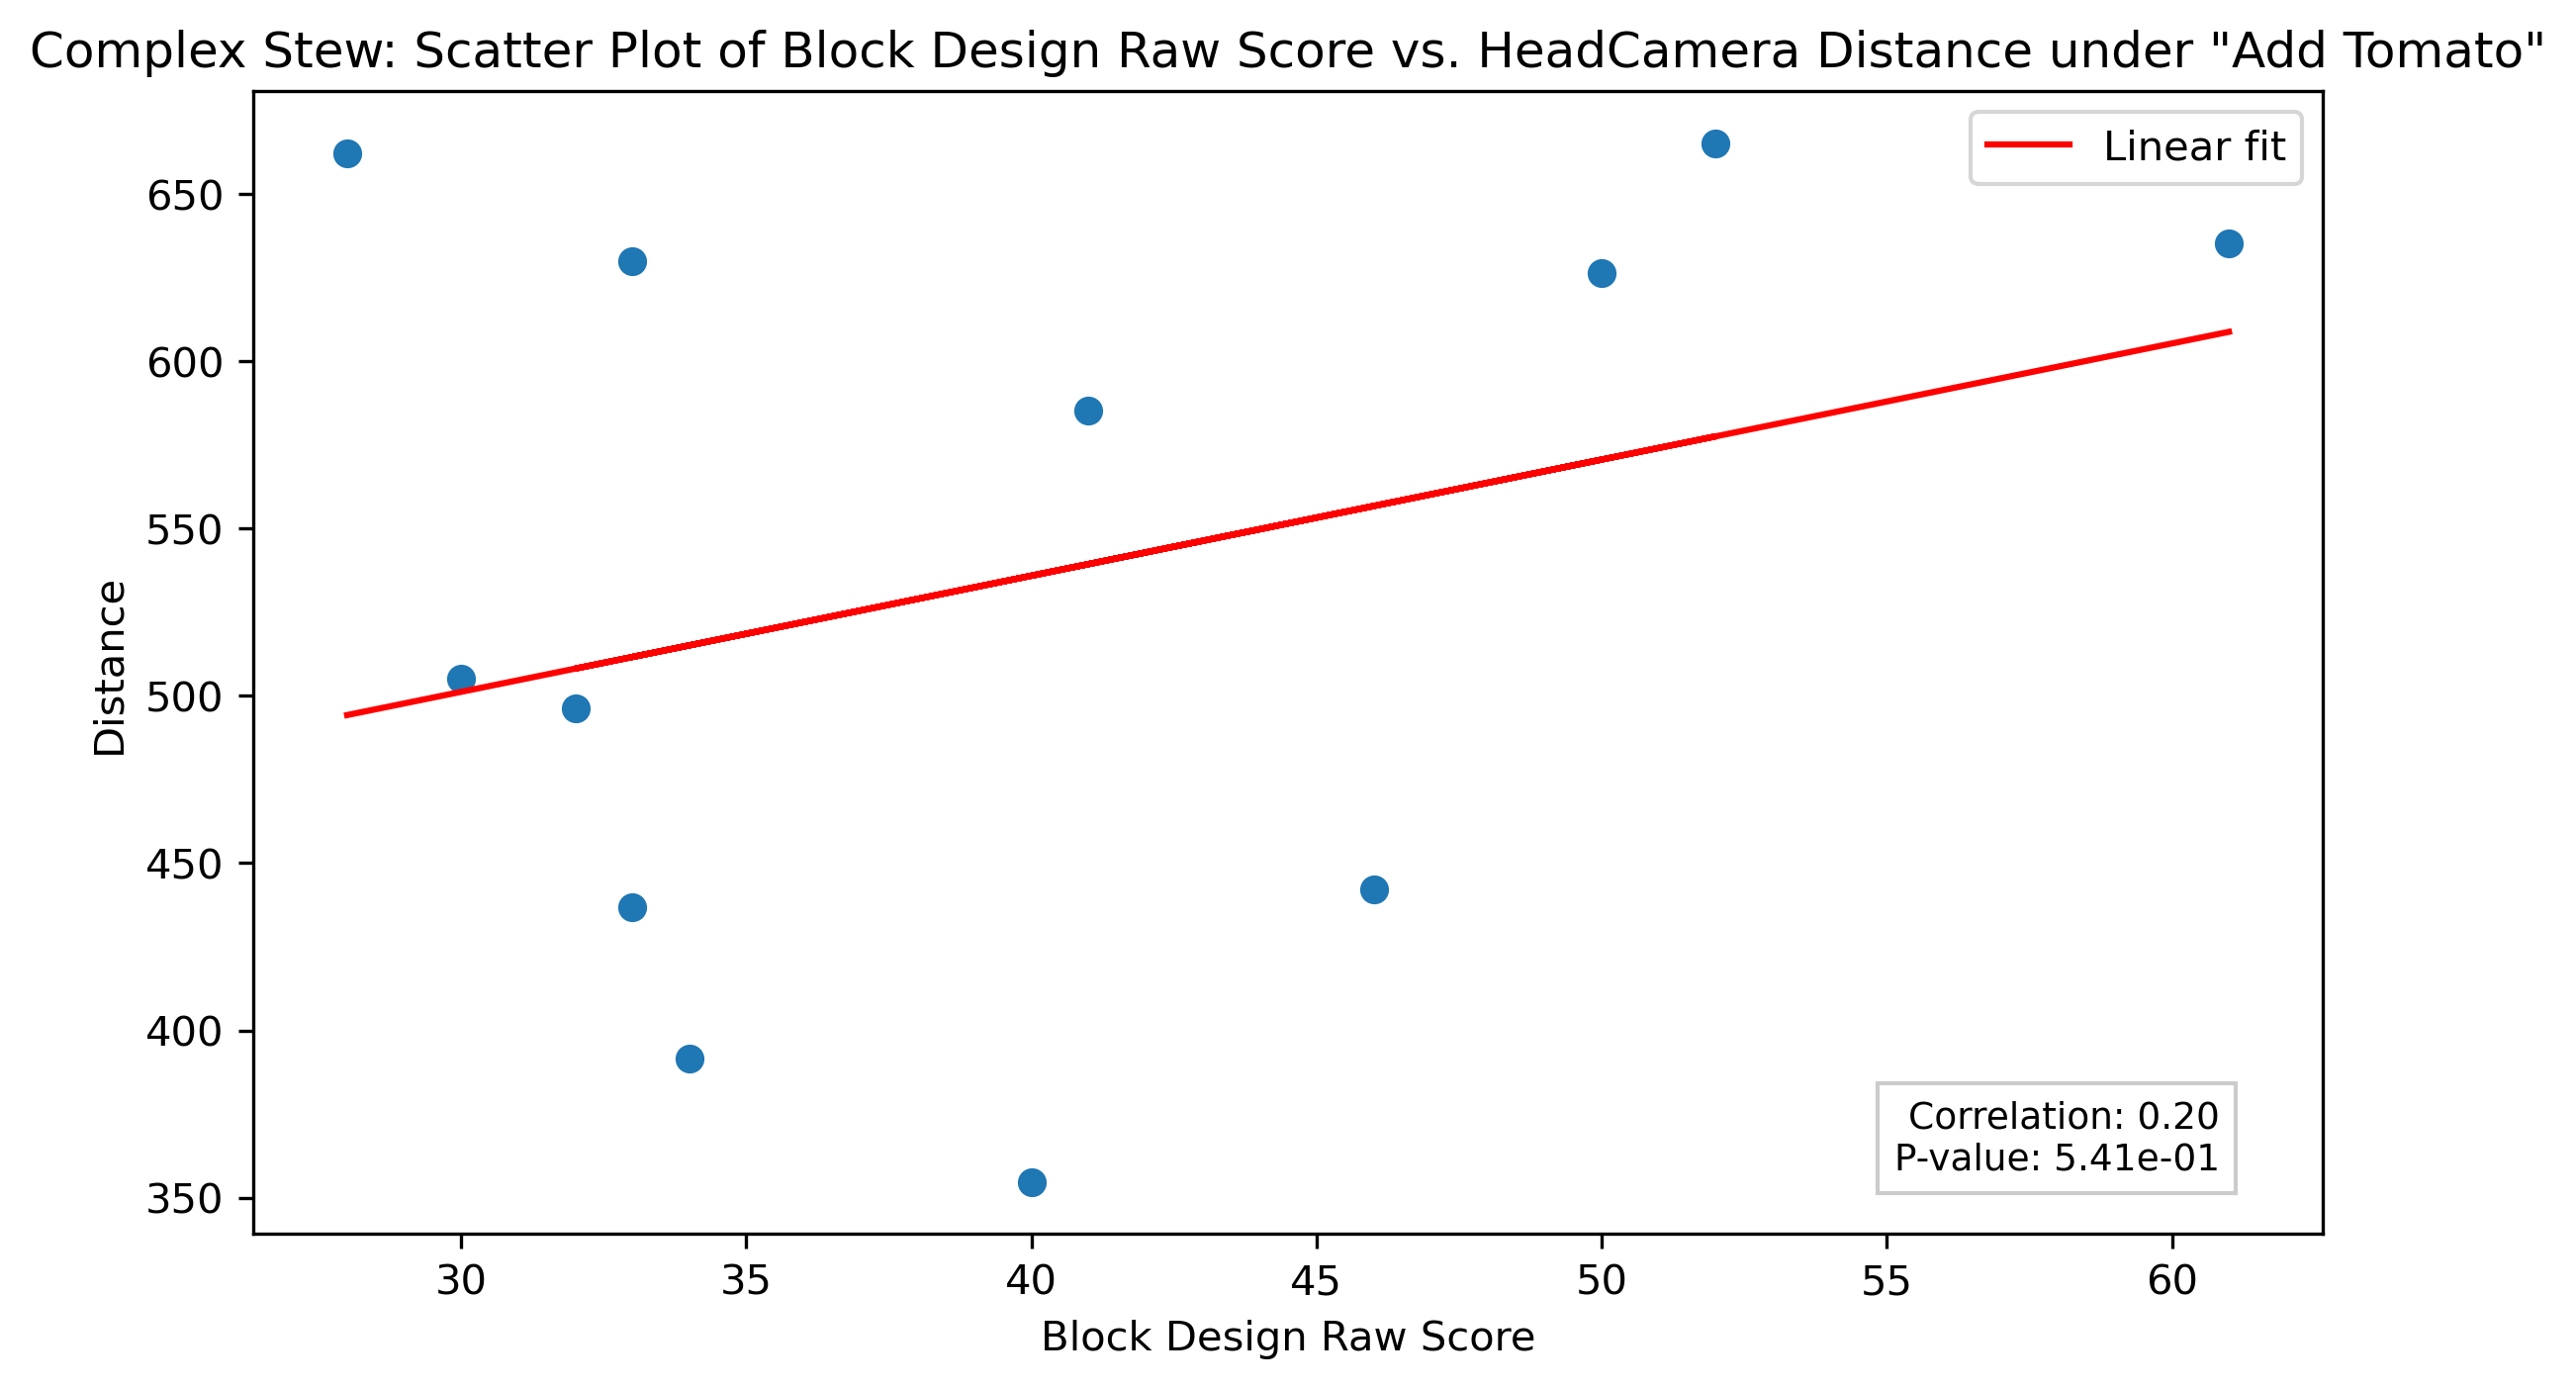 Complex Stew: Scatter Plot of Block Design Raw Score vs. HeadCamera Distance under "Add Tomato"
Linear fit
650
600
550
500
450
400
350
Distance
Correlation: 0.20
P-value: 5.41e-01
30 35 40 45 50 55 60
Block Design Raw Score